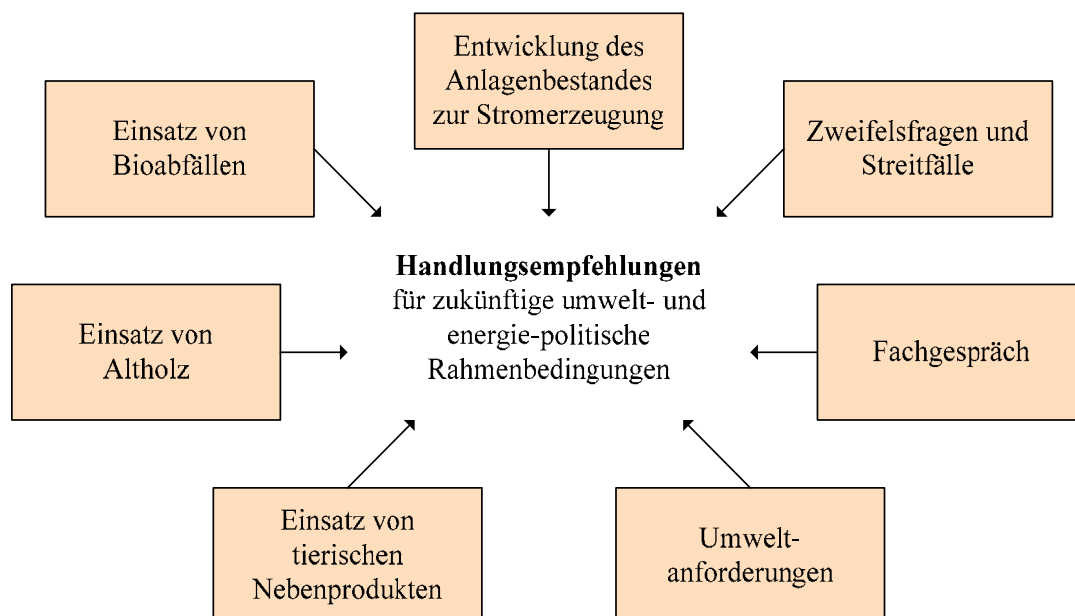 Entwicklung des
Anlagenbestandes
zur Stromerzeugung
Einsatz von
Bioabfällen
Zweifelsfragen und
Streitfälle
Handlungsempfehlungen
für zukünftige umwelt- und
energie-politische
Rahmenbedingungen
Einsatz von
Altholz
Fachgespräch
Einsatz von
tierischen
Nebenprodukten
Umwelt-
anforderungen